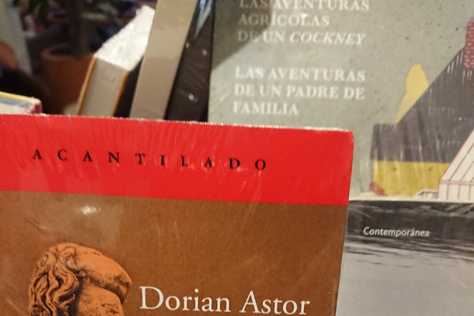 LAS AVENTURAS
AGRÍCOLAS
DE UN COCKNEY
LAS AVENTURAS
DE UN PADRE DE
FAMILIA
ACANTILADO
Contemporánea
Dorian Astor